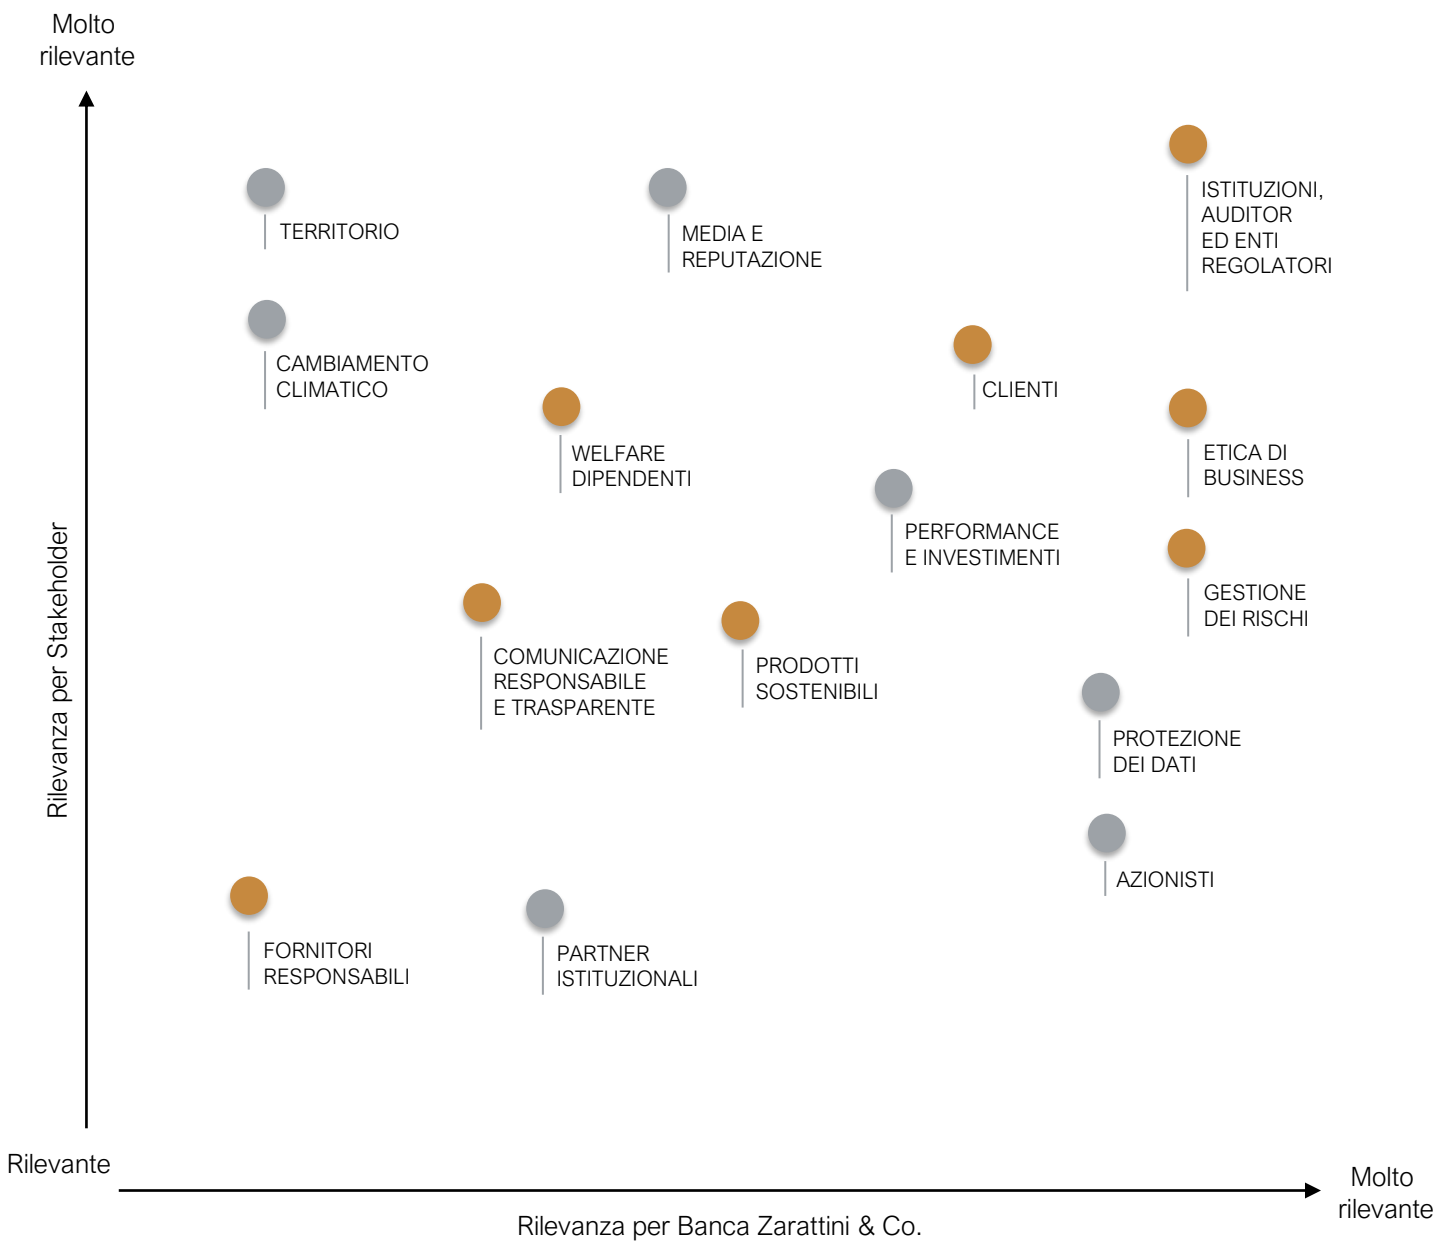 Molto
rilevante
ISTITUZIONI,
AUDITOR
ED ENTI
REGOLATORI
TERRITORIO
MEDIA E
REPUTAZIONE
CAMBIAMENTO
CLIMATICO
CLIENTI
WELFARE
DIPENDENTI
ETICA DI
BUSINESS
PERFORMANCE
E INVESTIMENTI
GESTIONE
DEI RISCHI
COMUNICAZIONE
RESPONSABILE
E TRASPARENTE
PRODOTTI
SOSTENIBILI
Rilevanza per Stakeholder
PROTEZIONE
DEI DATI
AZIONISTI
FORNITORI
RESPONSABILI
PARTNER
ISTITUZIONALI
Rilevante
Molto
rilevante
Rilevanza per Banca Zarattini & Co.